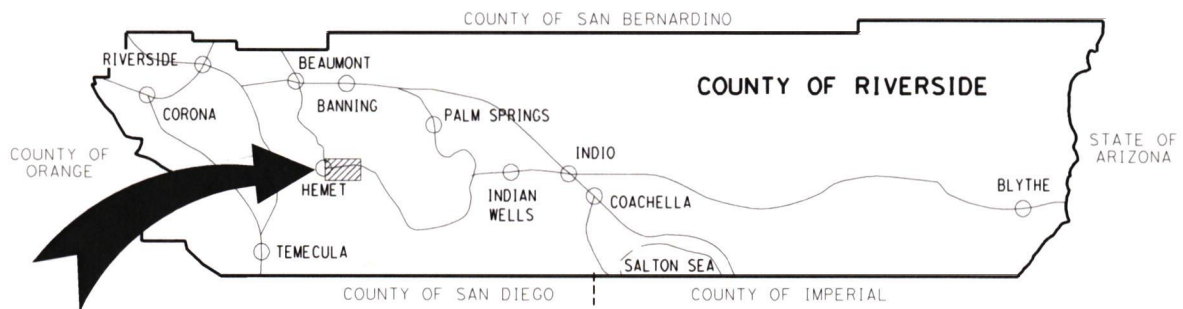 COUNTY OF SAN BERNARDINO
RIVERSIDE
BEAUMONT
COUNTY OF RIVERSIDE
BANNING
CORONA
PALM SPRINGS
STATE OF
ARIZONA
COUNTY OF
ORANGE
INDIO
HEMET
BLYTHE
INDIAN
WELLS
COACHELLA
TEMECULA
SALTON SEA
COUNTY OF SAN DIEGO
COUNTY OF IMPERIAL